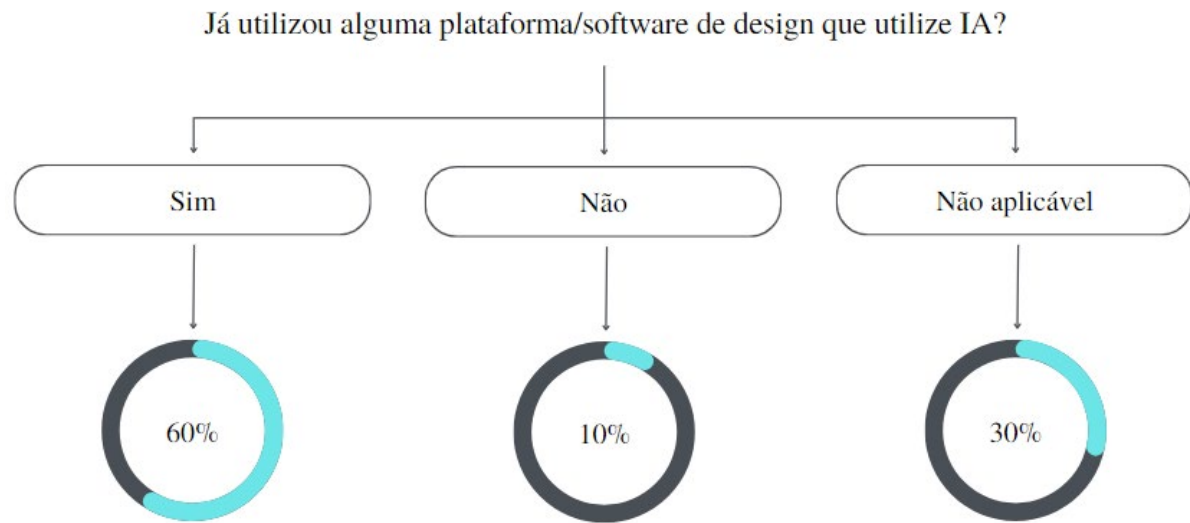 Já utilizou alguma plataforma/software de design que utilize IA?
Sim
Não
Não aplicável
60%
10%
30%